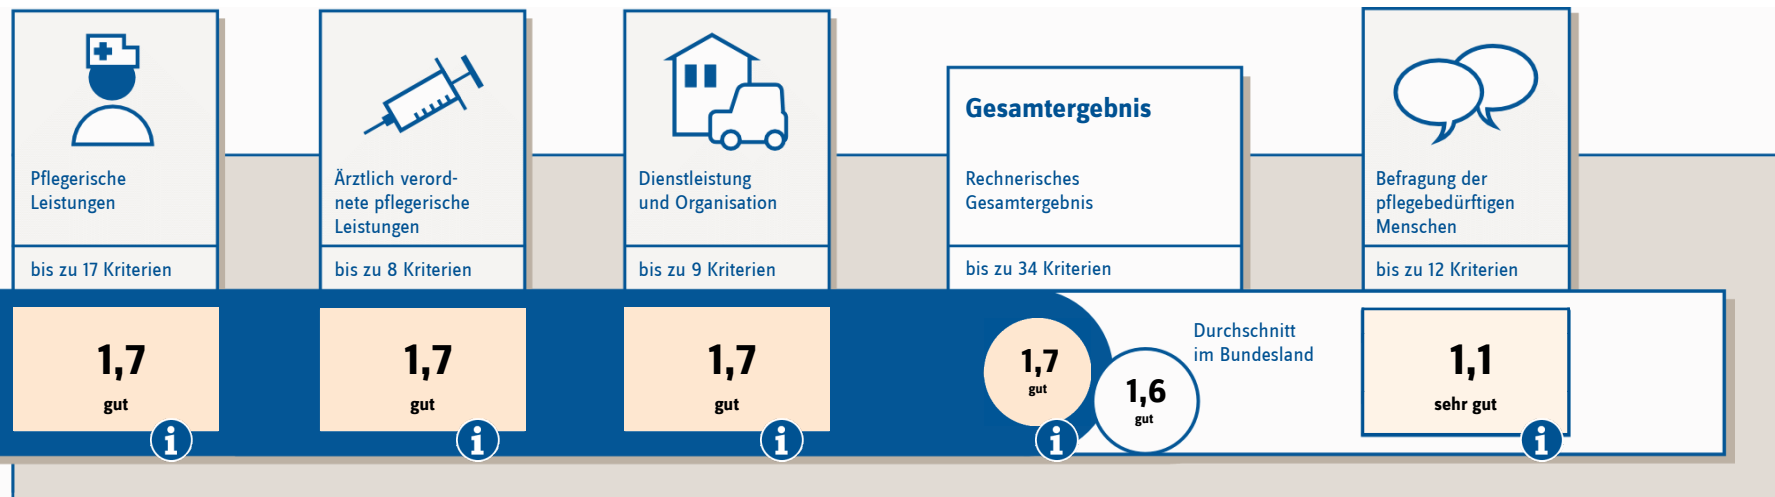 Pflegerische
Leistungen
bis zu 17 Kriterien
1,7
gut
i
Ärztlich verord-
nete pflegerische
Leistungen
bis zu 8 Kriterien
1,7
gut
i
Dienstleistung
und Organisation
bis zu 9 Kriterien
1,7
gut
i
Gesamtergebnis
Rechnerisches
Gesamtergebnis
bis zu 34 Kriterien
1,7
gut
i
1,6
gut
Durchschnitt
im Bundesland
Befragung der
pflegebedürftigen
Menschen
bis zu 12 Kriterien
1,1
sehr gut
i